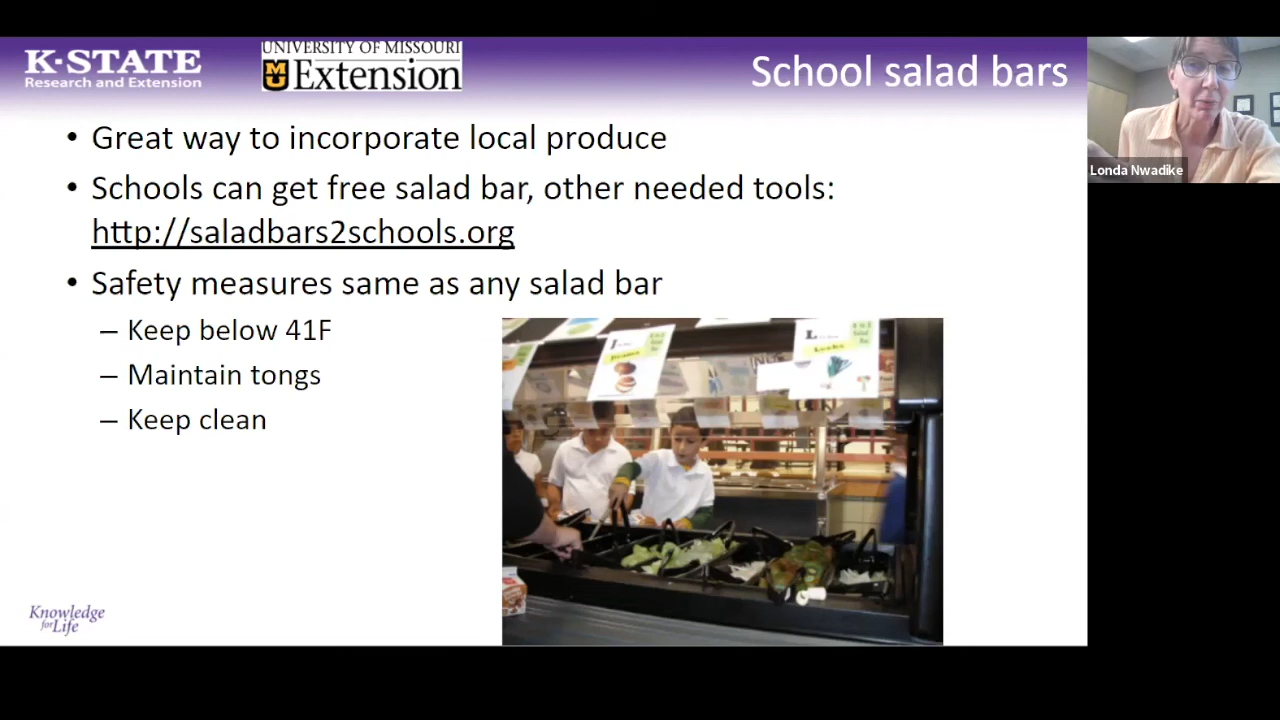 K-STATE
Research and Extension
UNIVERSITY OF MISSOURI
Extension
School salad bars
• Great way to incorporate local produce
• Schools can get free salad bar, other needed tools:
http://saladbars2schools.org
• Safety measures same as any salad bar
– Keep below 41F
– Maintain tongs
– Keep clean
Knowledge
for Life
Londa Nwadike